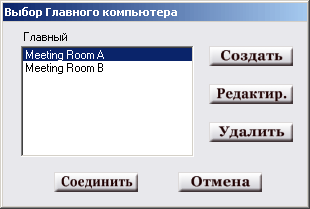 Выбор Главного компьютера
Главный
Meeting Room A
Meeting Room B
Создать
Редактир.
Удалить
Соединить
Отмена